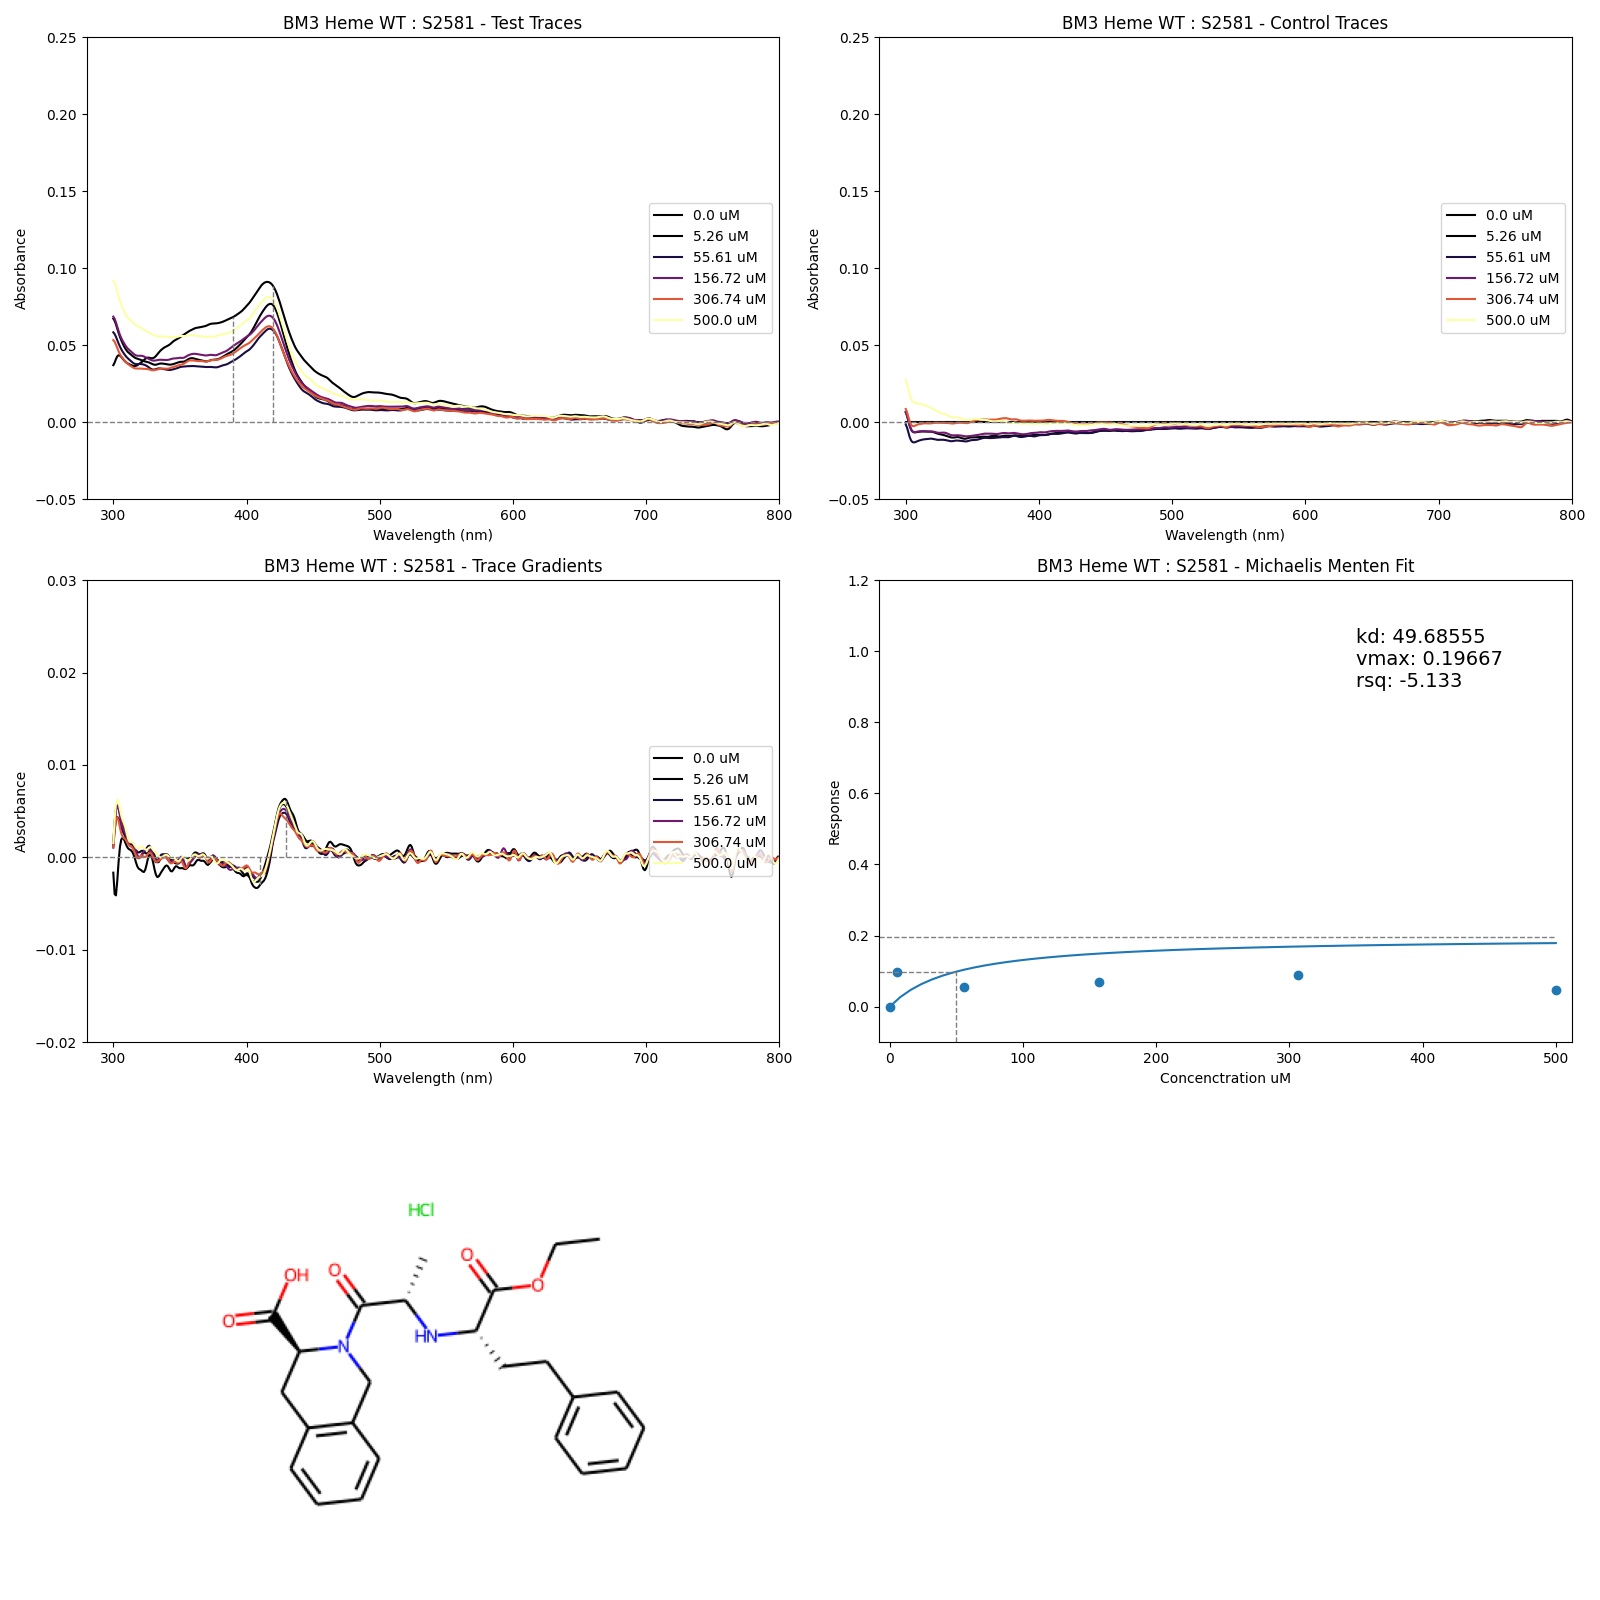 BM3 Heme WT : S2581 - Test Traces
0.25
0.20
0.15
0.10
0.05
0.00
−0.05
Absorbance
300 400 500 600 700 800
Wavelength (nm)
0.0 uM
5.26 uM
55.61 uM
156.72 uM
306.74 uM
500.0 uM
BM3 Heme WT : S2581 - Control Traces
0.25
0.20
0.15
0.10
0.05
0.00
−0.05
Absorbance
300 400 500 600 700 800
Wavelength (nm)
0.0 uM
5.26 uM
55.61 uM
156.72 uM
306.74 uM
500.0 uM
BM3 Heme WT : S2581 - Trace Gradients
0.03
0.02
0.01
0.00
−0.01
−0.02
Absorbance
300 400 500 600 700 800
Wavelength (nm)
0.0 uM
5.26 uM
55.61 uM
156.72 uM
306.74 uM
500.0 uM
BM3 Heme WT : S2581 - Michaelis Menten Fit
1.2
1.0
0.8
0.6
0.4
0.2
0.0
Response
0 100 200 300 400 500
Concenctration uM
kd: 49.68555
vmax: 0.19667
rsq: -5.133
HCl
O
OH
O
O
O
N
HN